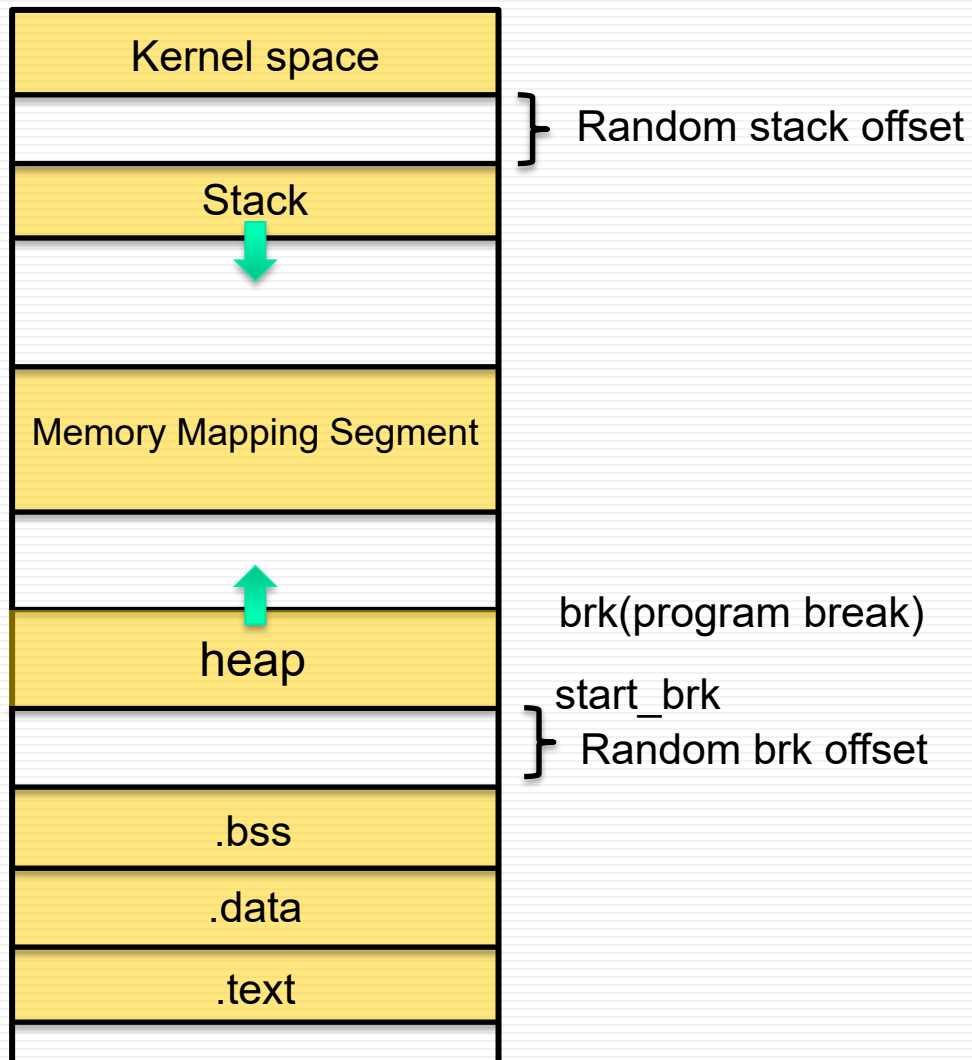 Kernel space
Random stack offset
Stack
Memory Mapping Segment
brk(program break)
heap
start_brk
Random brk offset
.bss
.data
.text